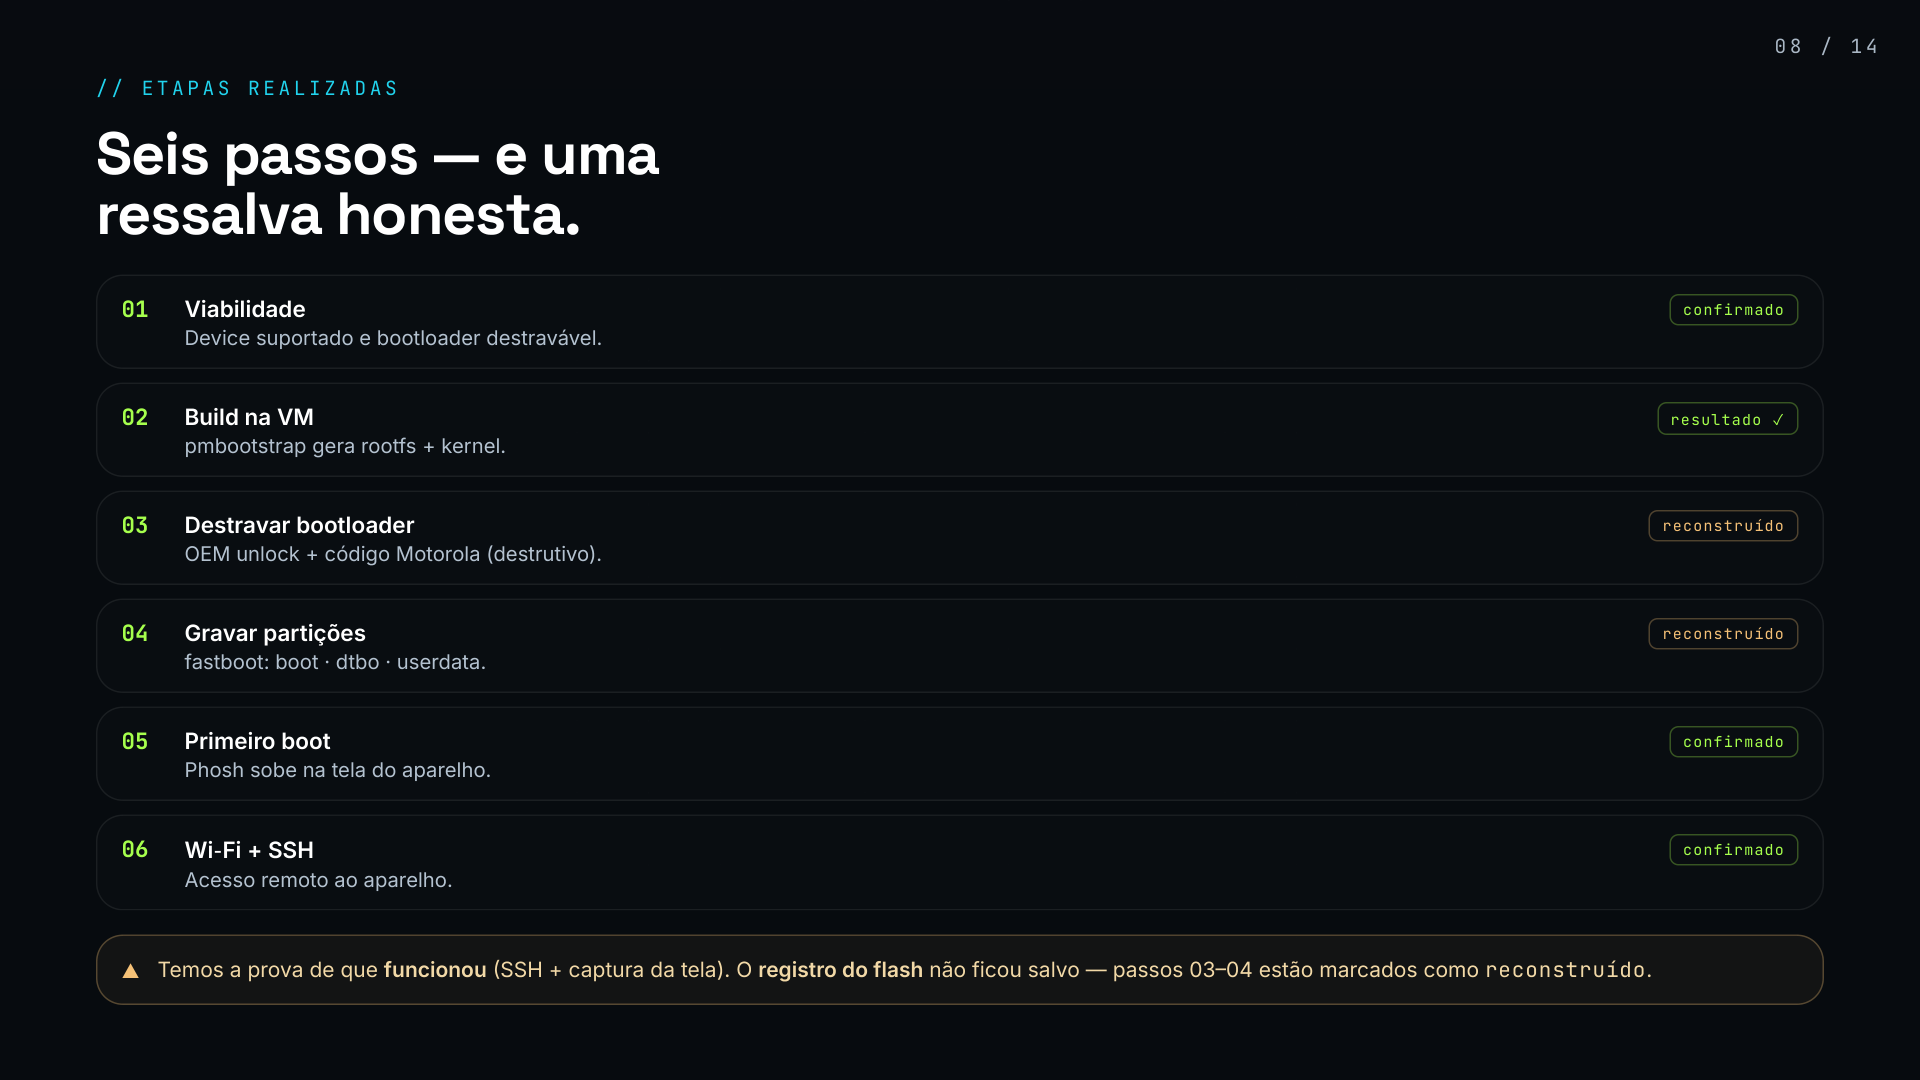 08 / 14
// ETAPAS REALIZADAS
Seis passos — e uma
ressalva honesta.
01 Viabilidade confirmado
Device suportado e bootloader destravável.
02 Build na VM resultado ✓
pmbootstrap gera rootfs + kernel.
03 Destravar bootloader reconstruído
OEM unlock + código Motorola (destrutivo).
04 Gravar partições reconstruído
fastboot: boot · dtbo · userdata.
05 Primeiro boot confirmado
Phosh sobe na tela do aparelho.
06 Wi-Fi + SSH confirmado
Acesso remoto ao aparelho.
▲ Temos a prova de que funcionou (SSH + captura da tela). O registro do flash não ficou salvo — passos 03–04 estão marcados como reconstruído.